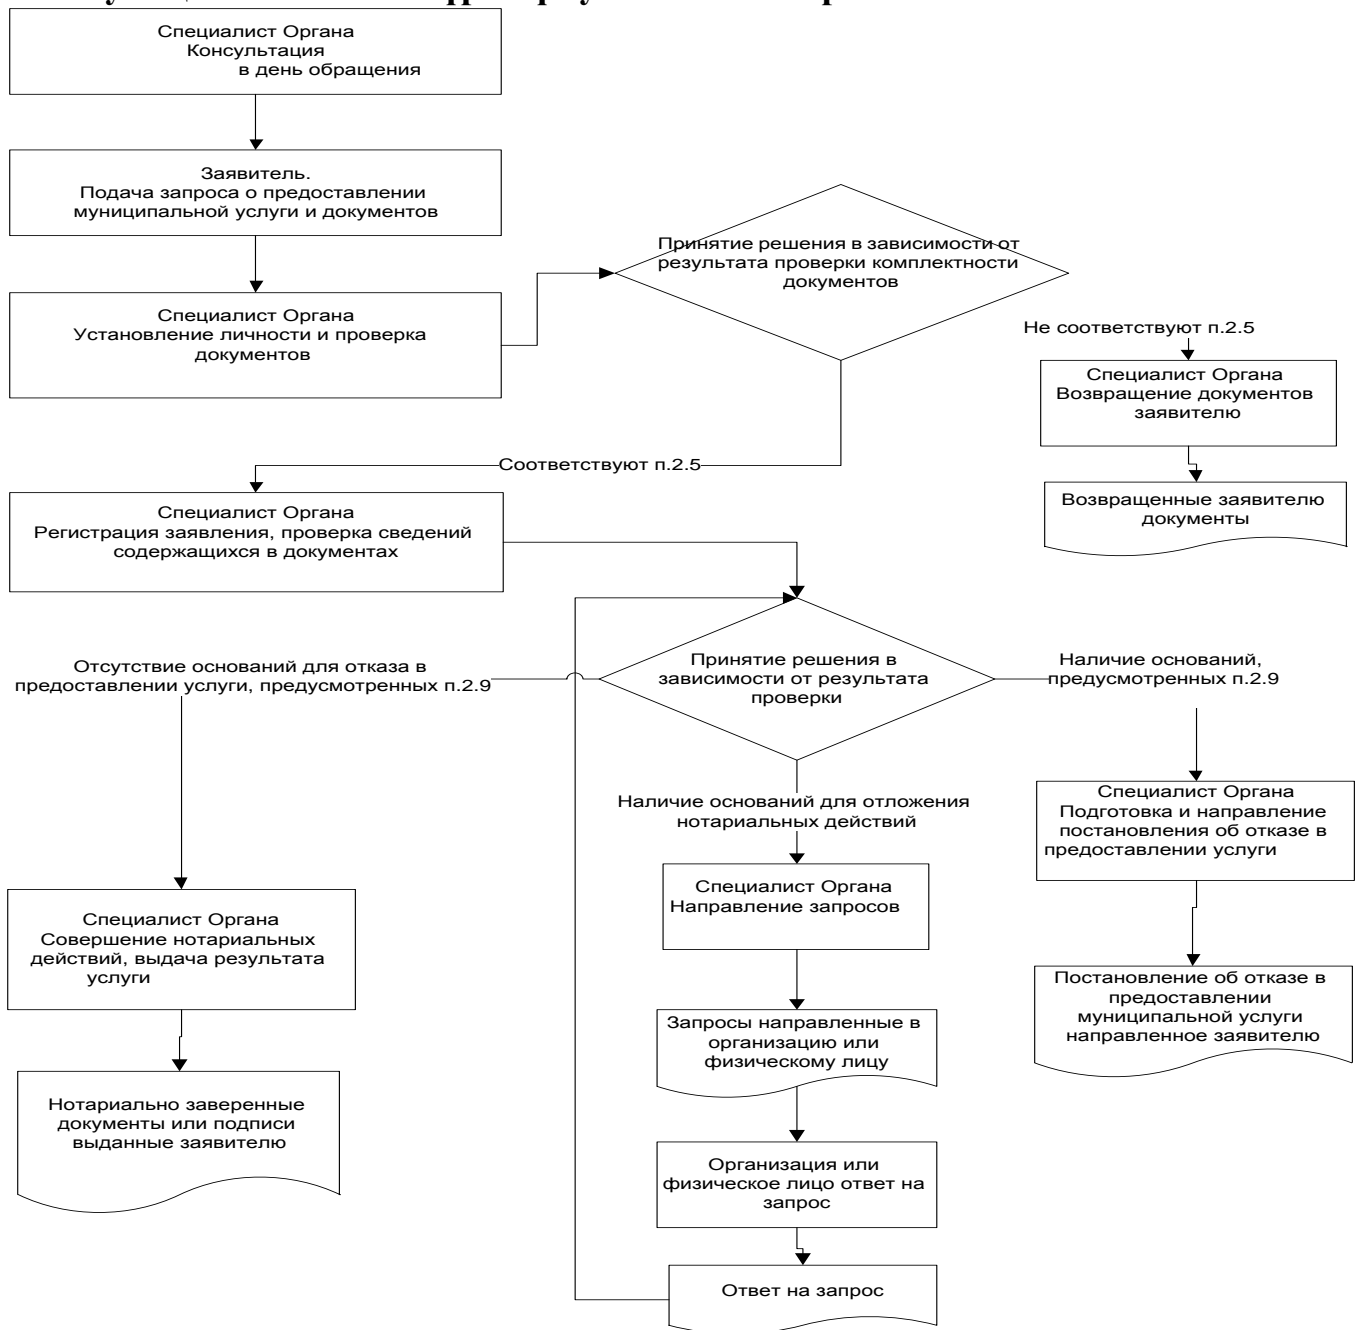 Специалист Органа
Консультация
в день обращения
Заявитель.
Подача запроса о предоставлении
муниципальной услуги и документов
Принятие решения в зависимости от
результата проверки комплектности
документов
Специалист Органа
Установление личности и проверка
документов
Не соответствуют п.2.5
Специалист Органа
Возвращение документов
заявителю
Соответствуют п.2.5
Возвращенные заявителю
документы
Специалист Органа
Регистрация заявления, проверка сведений
содержащихся в документах
Отсутствие оснований для отказа в
предоставлении услуги, предусмотренных п.2.9
Принятие решения в
зависимости от результата
проверки
Наличие оснований,
предусмотренных п.2.9
Наличие оснований для отложения
нотариальных действий
Специалист Органа
Подготовка и направление
постановления об отказе в
предоставлении услуги
Специалист Органа
Направление запросов
Специалист Органа
Совершение нотариальных
действий, выдача результата
услуги
Постановление об отказе в
предоставлении
муниципальной услуги
направленное заявителю
Запросы направленные в
организацию или
физическому лицу
Нотариально заверенные
документы или подписи
выданные заявителю
Организация или
физическое лицо ответ на
запрос
Ответ на запрос